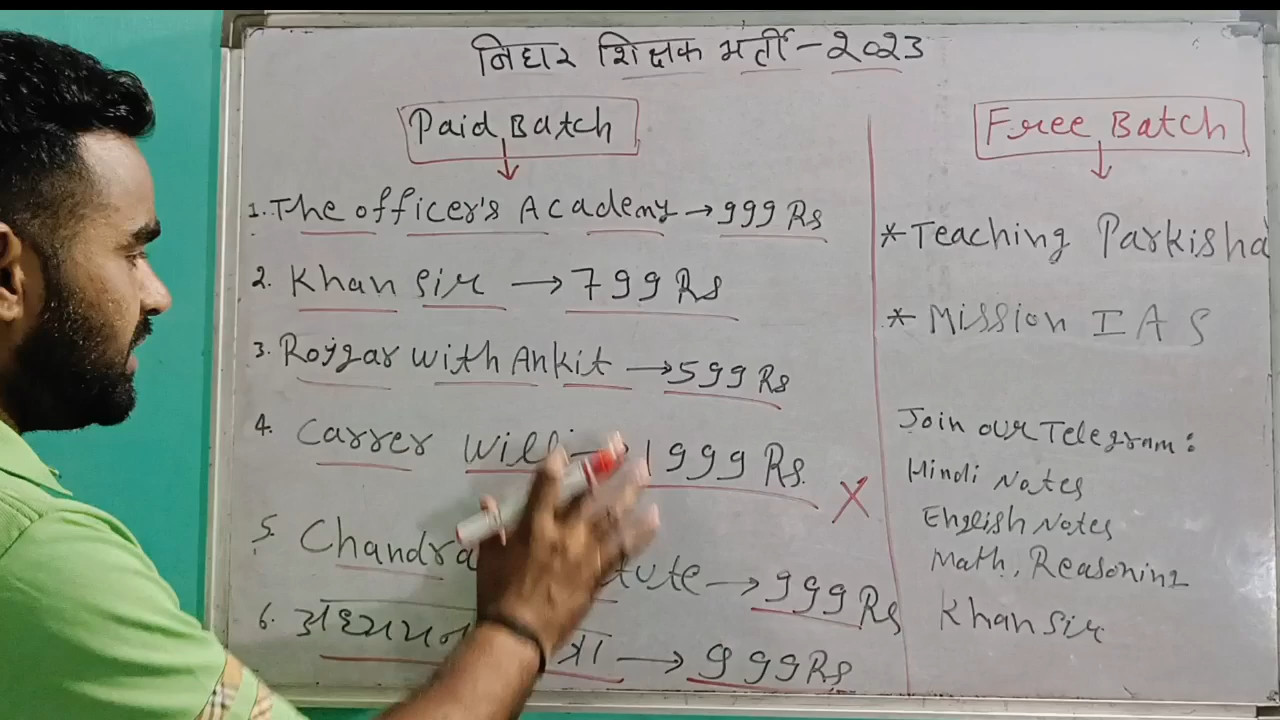 बिहार शिक्षक भर्ती - 2023
Paid Batch
1. The officer's Academy → 999 Rs
2. Khan Sir → 799 Rs
3. Rojgar with Ankit → 599 Rs
4. Carrer Will → 1999 Rs.
5. Chandra → 999 Rs
6. अध्ययन → 999 Rs
Free Batch
* Teaching Parkisha
* Mission IAS
Join our Telegram:
Hindi Notes
English Notes
Math, Reasoning
Khan Sir